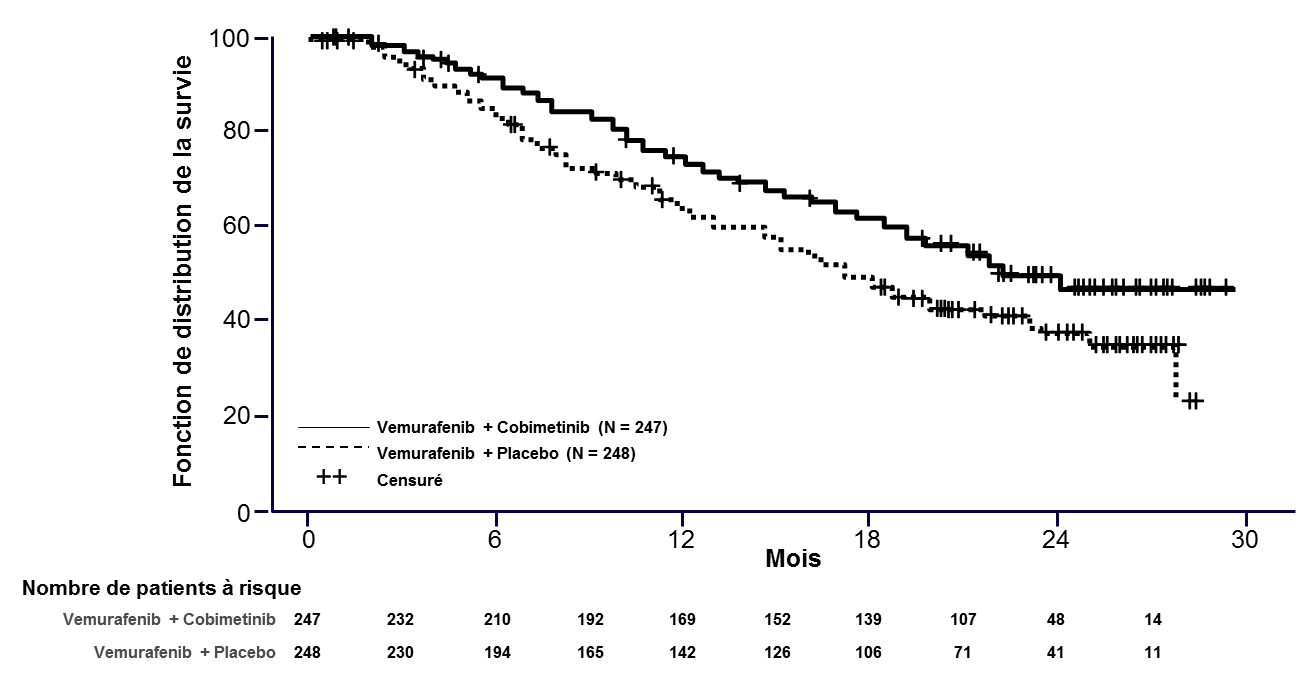 Fonction de distribution de la survie
100
80
60
40
20
0
Vemurafenib + Cobimetinib (N = 247)
Vemurafenib + Placebo (N = 248)
Censuré
0 6 12 18 24 30
Mois
Nombre de patients à risque
Vemurafenib + Cobimetinib 247 232 210 192 169 152 139 107 48 14
Vemurafenib + Placebo 248 230 194 165 142 126 106 71 41 11